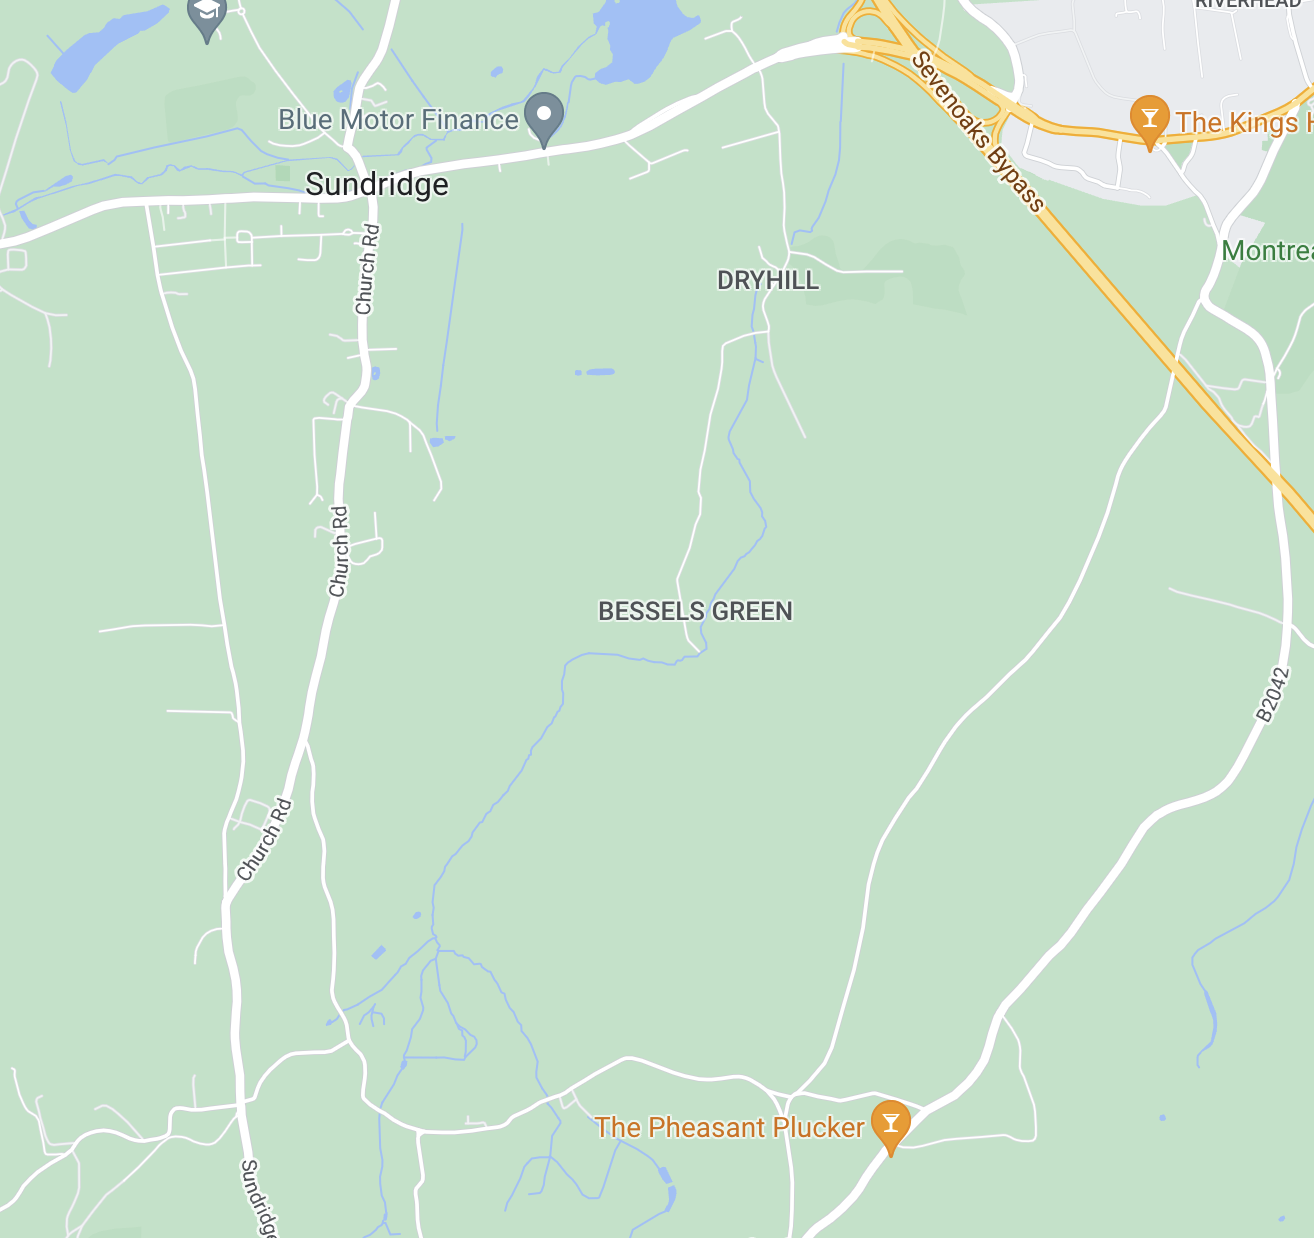 RIVERHEAD
Blue Motor Finance
Sevenoaks Bypass
The Kings H
Sundridge
Church Rd
Montrea
DRYHILL
Church Rd
BESSELS GREEN
B2042
Church Rd
The Pheasant Plucker
Sundridge